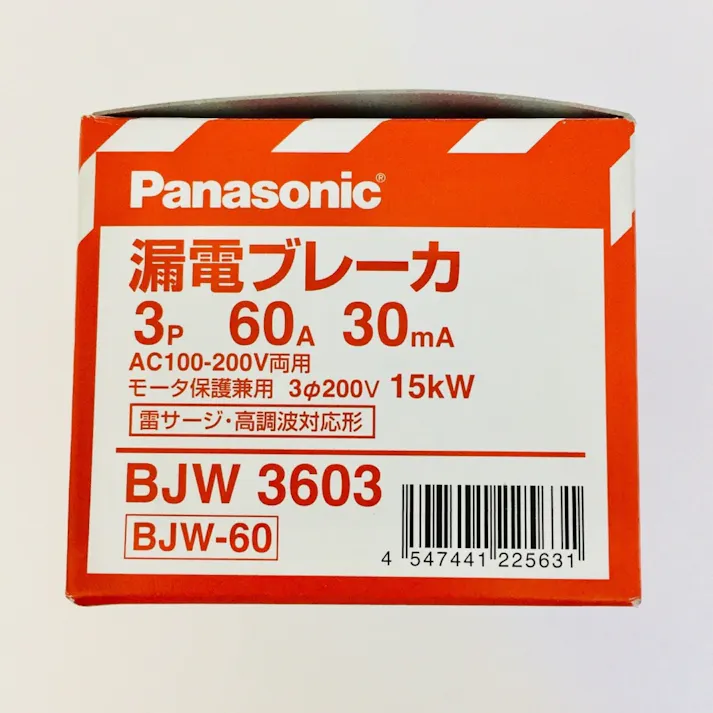 Panasonic®
漏電ブレーカ
3P 60A 30mA
AC100-200V両用
モータ保護兼用 3φ200V 15kW
雷サージ・高調波対応形
BJW 3603
BJW-60
4 547441 225631